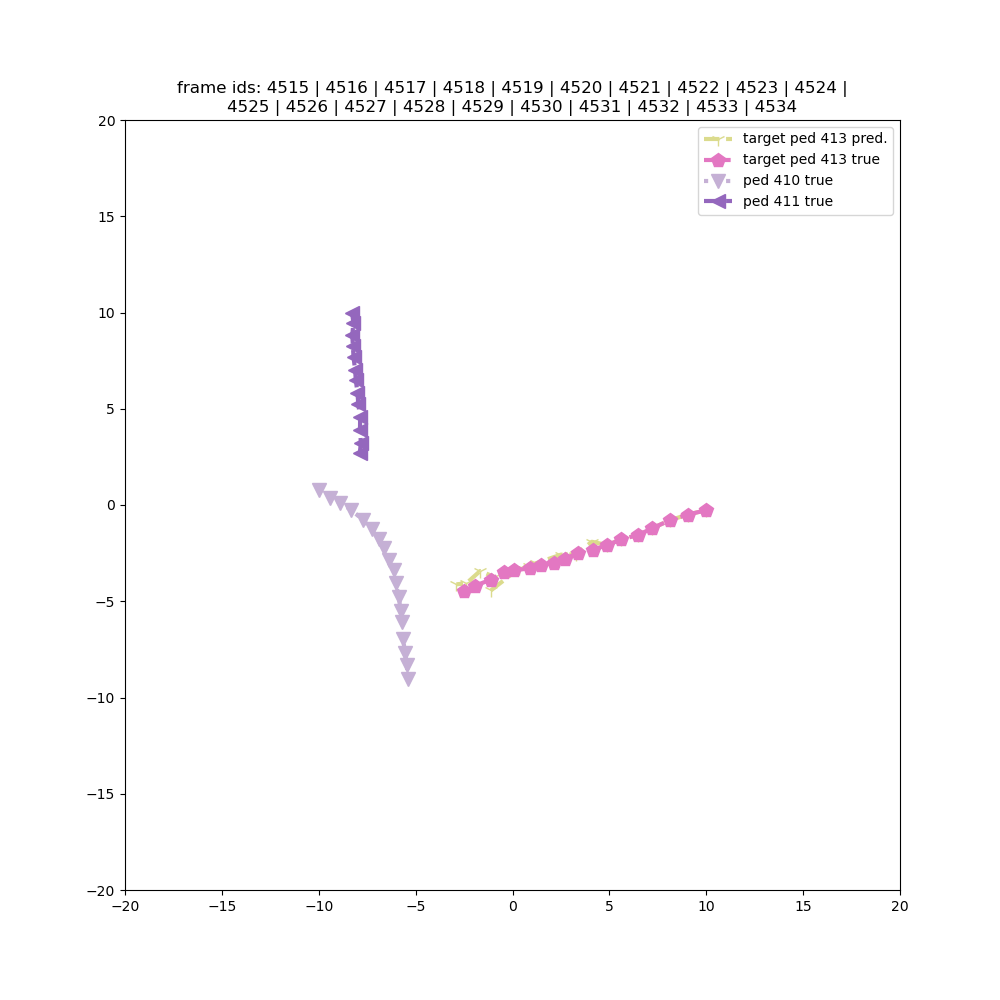 frame ids: 4515 | 4516 | 4517 | 4518 | 4519 | 4520 | 4521 | 4522 | 4523 | 4524 |
4525 | 4526 | 4527 | 4528 | 4529 | 4530 | 4531 | 4532 | 4533 | 4534
target ped 413 pred.
target ped 413 true
ped 410 true
ped 411 true
20
15
10
5
0
−5
−10
−15
−20
−20 −15 −10 −5 0 5 10 15 20